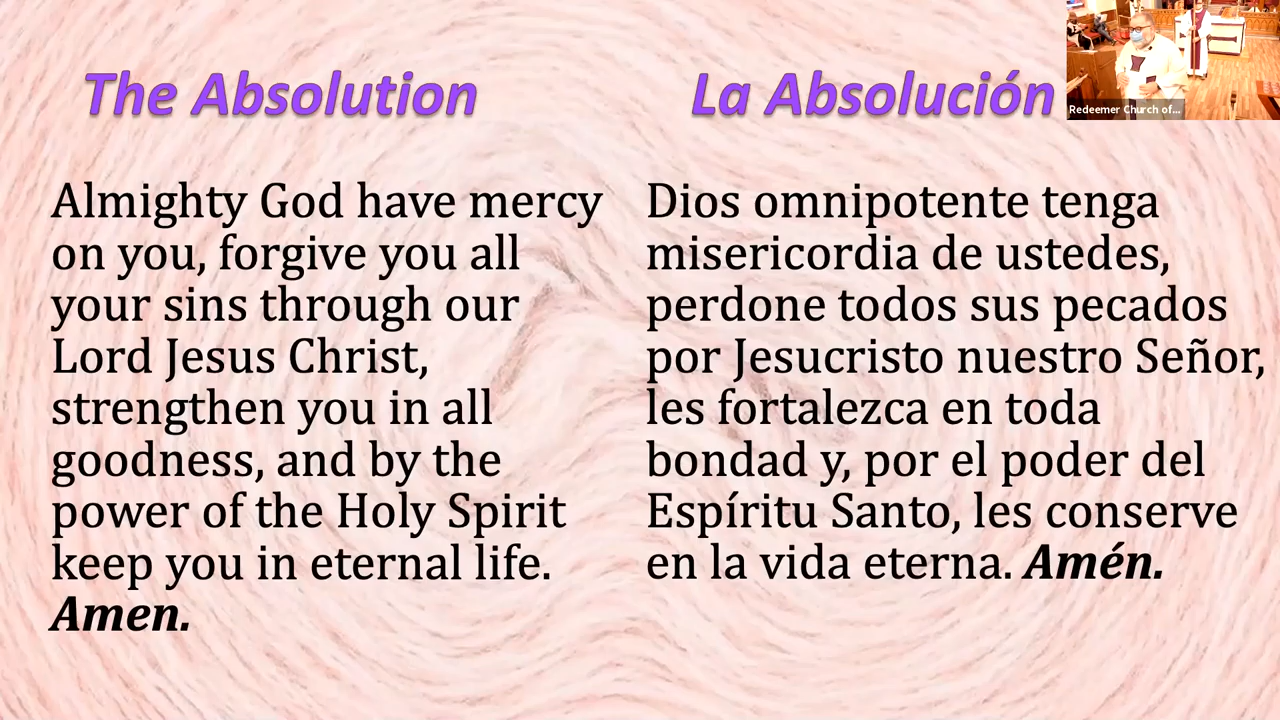 The Absolution
Almighty God have mercy
on you, forgive you all
your sins through our
Lord Jesus Christ,
strengthen you in all
goodness, and by the
power of the Holy Spirit
keep you in eternal life.
Amen.
La Absolución
Dios omnipotente tenga
misericordia de ustedes,
perdone todos sus pecados
por Jesucristo nuestro Señor,
les fortalezca en toda
bondad y, por el poder del
Espíritu Santo, les conserve
en la vida eterna. Amén.
Redeemer Church of...